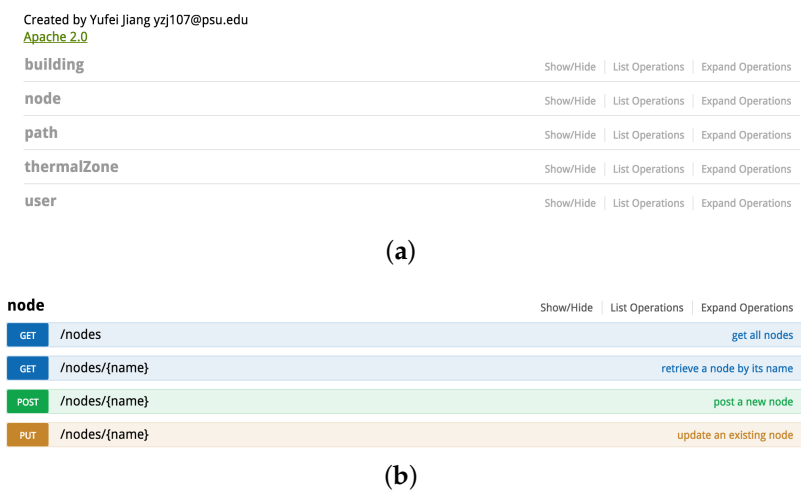 Created by Yufei Jiang yzj107@psu.edu
Apache 2.0
building Show/Hide List Operations Expand Operations
node Show/Hide List Operations Expand Operations
path Show/Hide List Operations Expand Operations
thermalZone Show/Hide List Operations Expand Operations
user Show/Hide List Operations Expand Operations
(a)
node Show/Hide List Operations Expand Operations
GET /nodes get all nodes
GET /nodes/{name} retrieve a node by its name
POST /nodes/{name} post a new node
PUT /nodes/{name} update an existing node
(b)